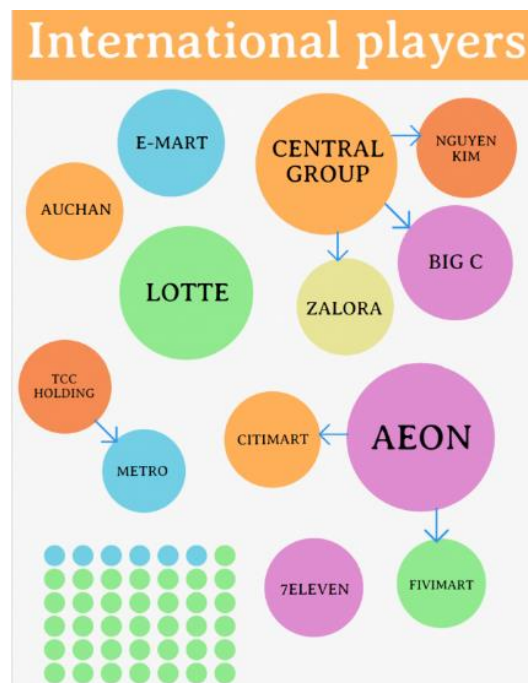 International players
E-MART
CENTRAL
GROUP
NGUYEN
KIM
AUCHAN
BIG C
LOTTE
ZALORA
TCC
HOLDING
CITIMART
AEON
METRO
7ELEVEN
FIVIMART